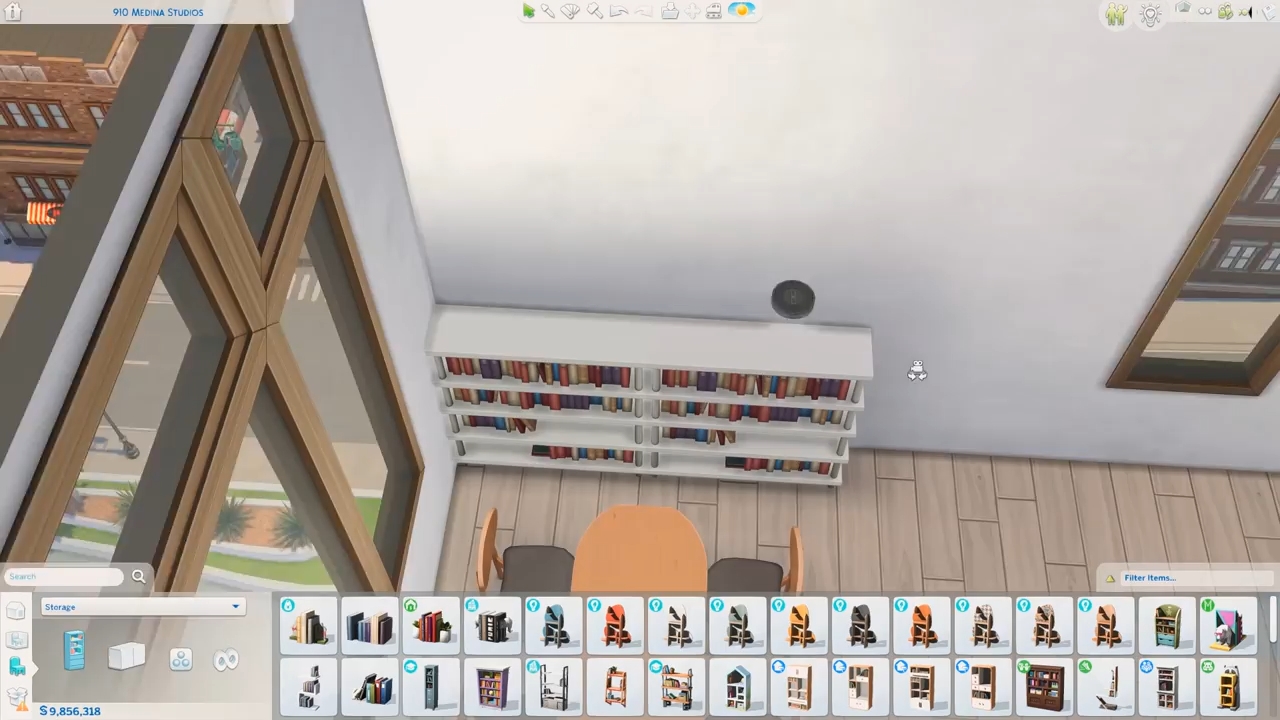 910 MEDINA STUDIOS
Search
Filter Items...
Storage
§9,856,318